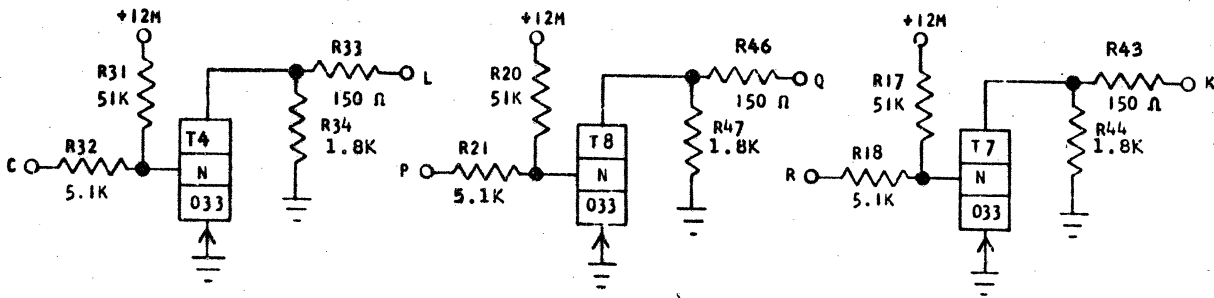 +12M
R31
51K
R33
150 Ω
L
R34
1.8K
R32
C
5.1K
T4
N
033
+12M
R20
51K
R46
150 Ω
Q
R47
1.8K
R21
P
5.1K
T8
N
033
+12M
R17
51K
R43
150 Ω
K
R44
1.8K
R18
R
5.1K
T7
N
033